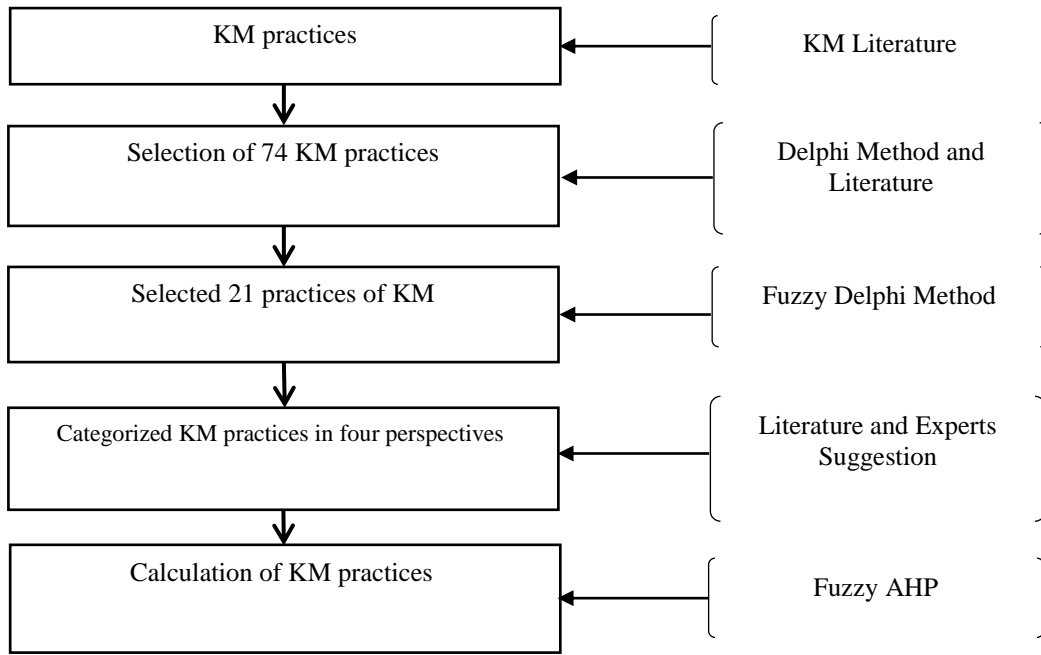 KM practices
KM Literature
Selection of 74 KM practices
Delphi Method and
Literature
Selected 21 practices of KM
Fuzzy Delphi Method
Categorized KM practices in four perspectives
Literature and Experts
Suggestion
Calculation of KM practices
Fuzzy AHP